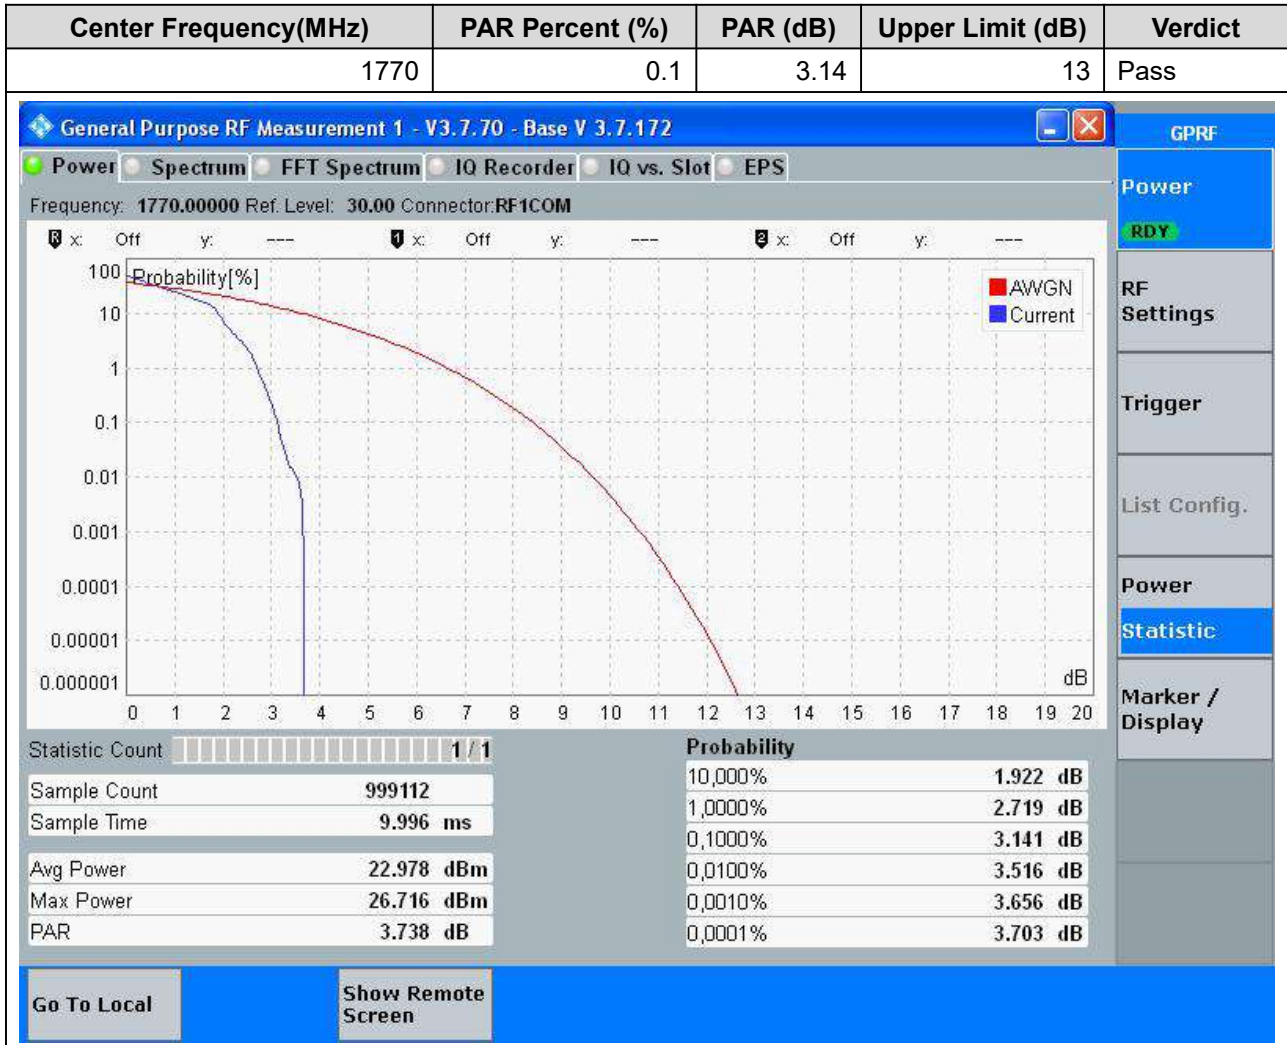 Center Frequency(MHz) PAR Percent (%) PAR (dB) Upper Limit (dB) Verdict
1770 0.1 3.14 13 Pass
General Purpose RF Measurement 1 - V3.7.70 - Base V 3.7.172
GPRF
Power Spectrum FFT Spectrum IQ Recorder IQ vs. Slot EPS
Frequency: 1770.00000 Ref. Level: 30.00 Connector:RF1COM
R x: Off y: --- 1 x: Off y: --- 2 x: Off y: ---
Probability[%]
AWGN
Current
100
10
1
0.1
0.01
0.001
0.0001
0.00001
0.000001
dB
0 1 2 3 4 5 6 7 8 9 10 11 12 13 14 15 16 17 18 19 20
Statistic Count 1 / 1
Sample Count 999112
Sample Time 9.996 ms
Avg Power 22.978 dBm
Max Power 26.716 dBm
PAR 3.738 dB
Probability
10,000% 1.922 dB
1,0000% 2.719 dB
0,1000% 3.141 dB
0,0100% 3.516 dB
0,0010% 3.656 dB
0,0001% 3.703 dB
Power
RDY
RF
Settings
Trigger
List Config.
Power
Statistic
Marker /
Display
Go To Local
Show Remote
Screen